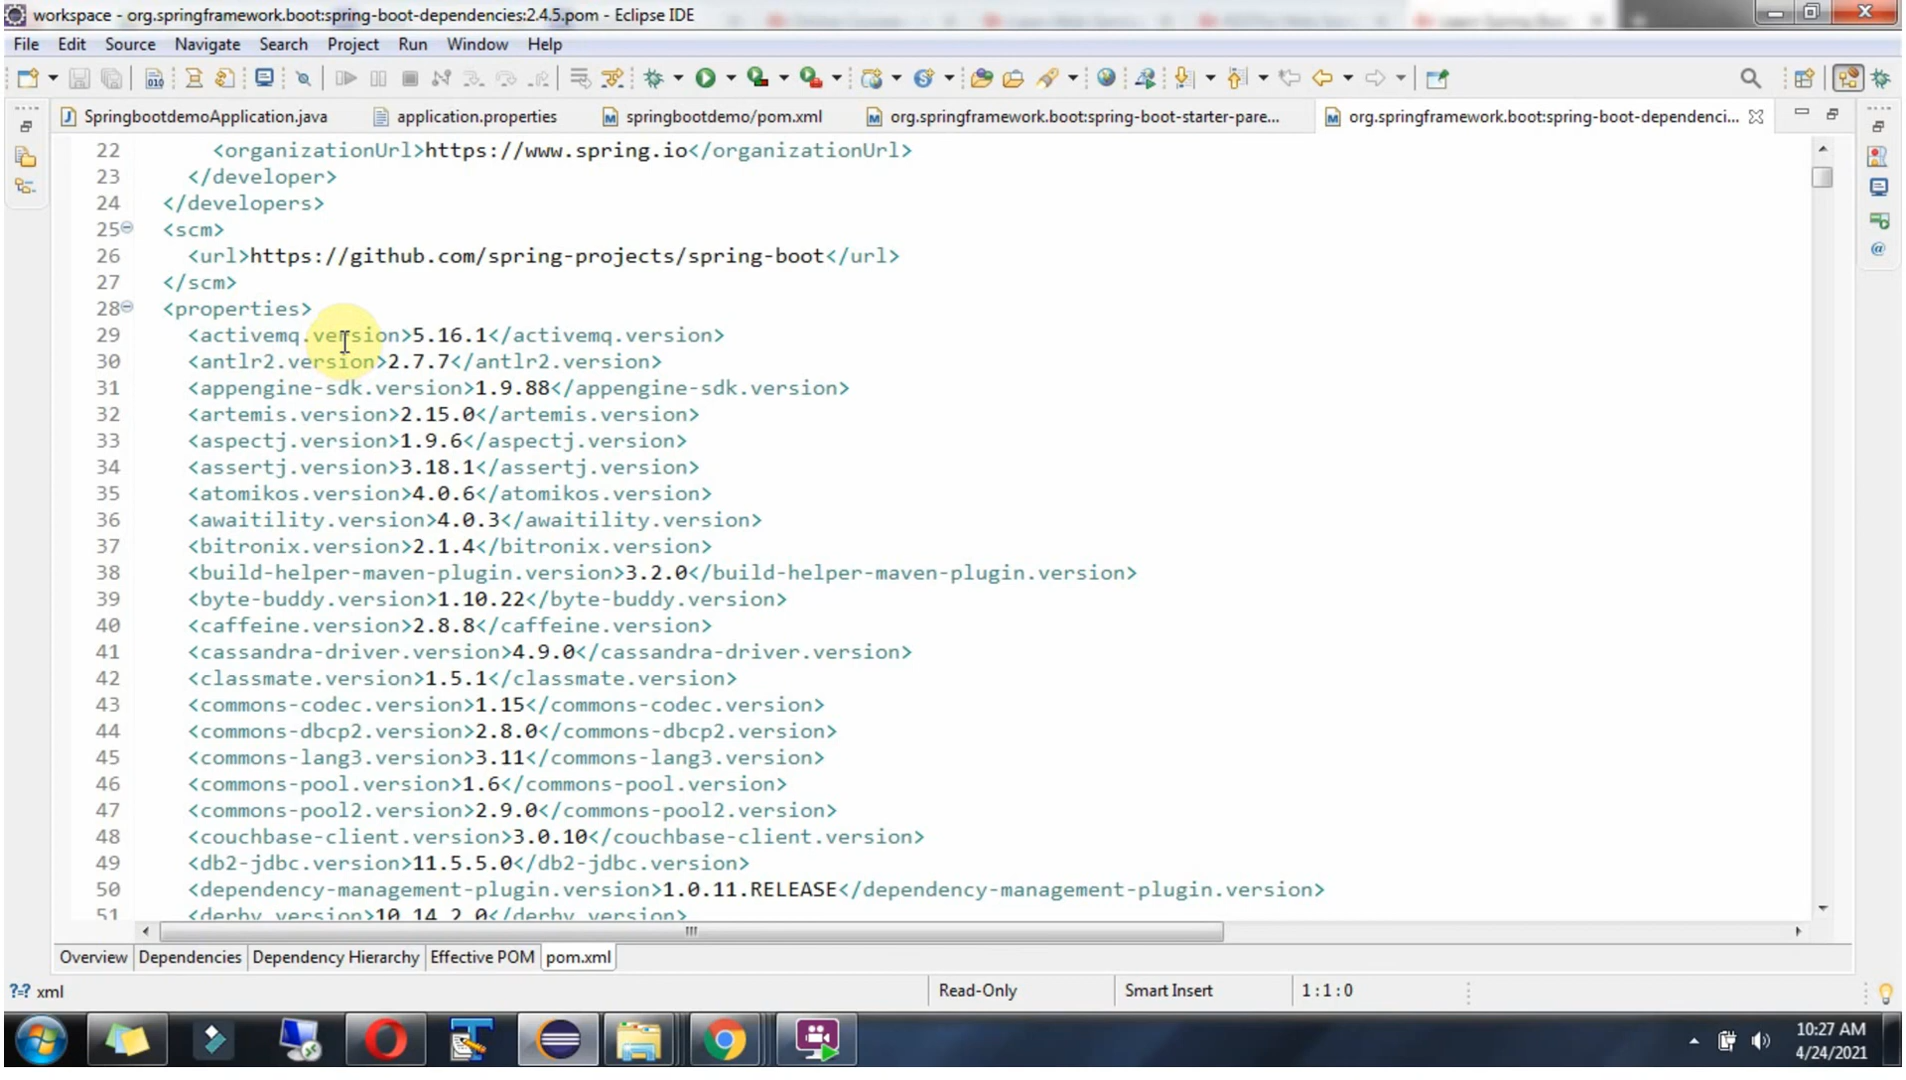 workspace - org.springframework.boot:spring-boot-dependencies:2.4.5.pom - Eclipse IDE
File Edit Source Navigate Search Project Run Window Help
SpringbootdemoApplication.java application.properties springbootdemo/pom.xml org.springframework.boot:spring-boot-starter-pare... org.springframework.boot:spring-boot-dependenci...
22 <organizationUrl>https://www.spring.io</organizationUrl>
23 </developer>
24 </developers>
25 <scm>
26 <url>https://github.com/spring-projects/spring-boot</url>
27 </scm>
28 <properties>
29 <activemq.version>5.16.1</activemq.version>
30 <antlr2.version>2.7.7</antlr2.version>
31 <appengine-sdk.version>1.9.88</appengine-sdk.version>
32 <artemis.version>2.15.0</artemis.version>
33 <aspectj.version>1.9.6</aspectj.version>
34 <assertj.version>3.18.1</assertj.version>
35 <atomikos.version>4.0.6</atomikos.version>
36 <awaitility.version>4.0.3</awaitility.version>
37 <bitronix.version>2.1.4</bitronix.version>
38 <build-helper-maven-plugin.version>3.2.0</build-helper-maven-plugin.version>
39 <byte-buddy.version>1.10.22</byte-buddy.version>
40 <caffeine.version>2.8.8</caffeine.version>
41 <cassandra-driver.version>4.9.0</cassandra-driver.version>
42 <classmate.version>1.5.1</classmate.version>
43 <commons-codec.version>1.15</commons-codec.version>
44 <commons-dbcp2.version>2.8.0</commons-dbcp2.version>
45 <commons-lang3.version>3.11</commons-lang3.version>
46 <commons-pool.version>1.6</commons-pool.version>
47 <commons-pool2.version>2.9.0</commons-pool2.version>
48 <couchbase-client.version>3.0.10</couchbase-client.version>
49 <db2-jdbc.version>11.5.5.0</db2-jdbc.version>
50 <dependency-management-plugin.version>1.0.11.RELEASE</dependency-management-plugin.version>
51 <derby.version>10.14.2.0</derby.version>
Overview Dependencies Dependency Hierarchy Effective POM pom.xml
xml Read-Only Smart Insert 1:1:0
10:27 AM
4/24/2021